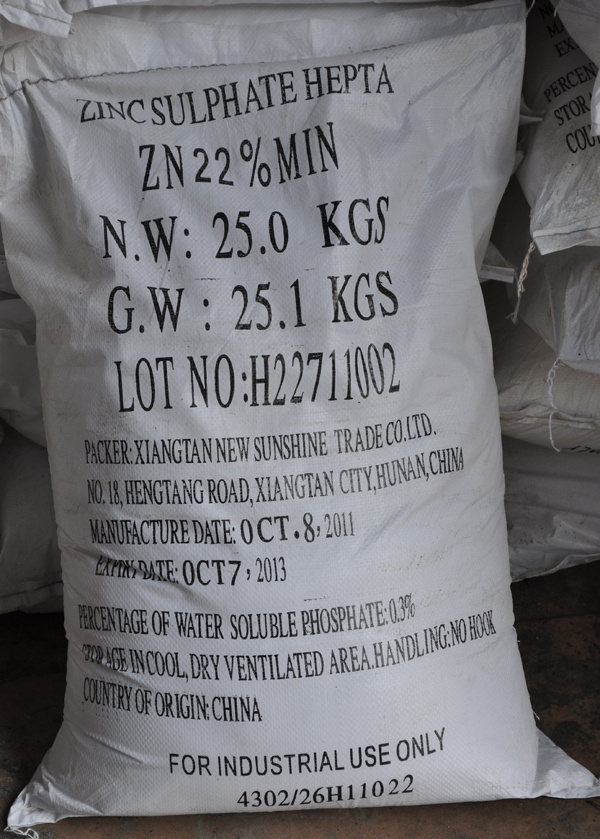 ZINC SULPHATE HEPTA
ZN 22%MIN
N.W: 25.0 KGS
G.W : 25.1 KGS
LOT NO:H22711002
PACKER: XIANGTAN NEW SUNSHINE TRADE CO.LTD.
NO. 18, HENGTANG ROAD, XIANGTAN CITY, HUNAN, CHINA
MANUFACTURE DATE: OCT.8, 2011
DATE: OCT7, 2013
PERCENTAGE OF WATER SOLUBLE PHOSPHATE: 0.3%
STORAGE IN COOL, DRY VENTILATED AREA. HANDLING: NO HOOK
COUNTRY OF ORIGIN: CHINA
FOR INDUSTRIAL USE ONLY
4302/26H11022
PERCEN
STOR
COU